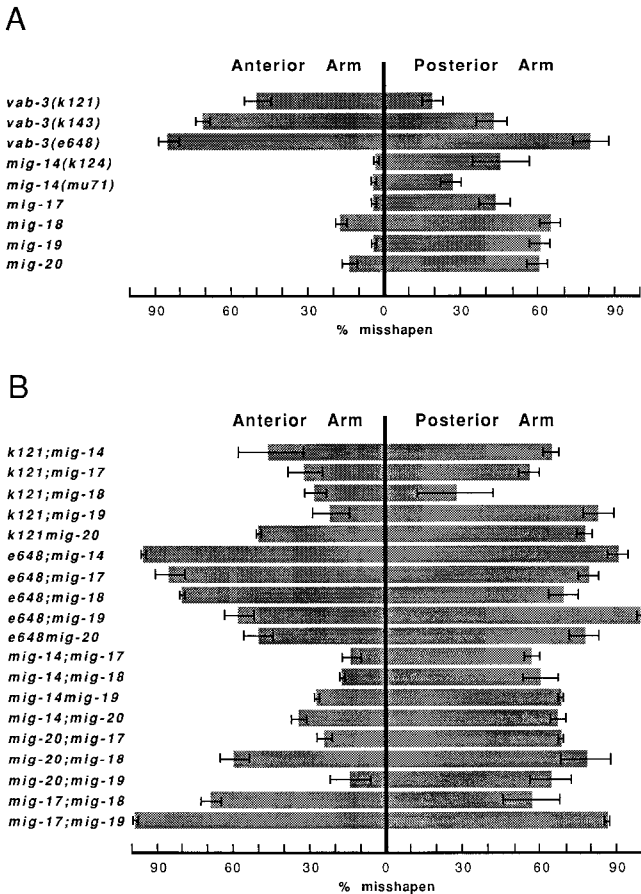 A
Anterior Arm Posterior Arm
vab-3(k121)
vab-3(k143)
vab-3(e648)
mig-14(k124)
mig-14(mu71)
mig-17
mig-18
mig-19
mig-20
90 60 30 0 30 60 90
% misshapen
B
Anterior Arm Posterior Arm
k121;mig-14
k121;mig-17
k121;mig-18
k121;mig-19
k121mig-20
e648;mig-14
e648;mig-17
e648;mig-18
e648;mig-19
e648mig-20
mig-14;mig-17
mig-14;mig-18
mig-14mig-19
mig-14;mig-20
mig-20;mig-17
mig-20;mig-18
mig-20;mig-19
mig-17;mig-18
mig-17;mig-19
90 60 30 0 30 60 90
% misshapen